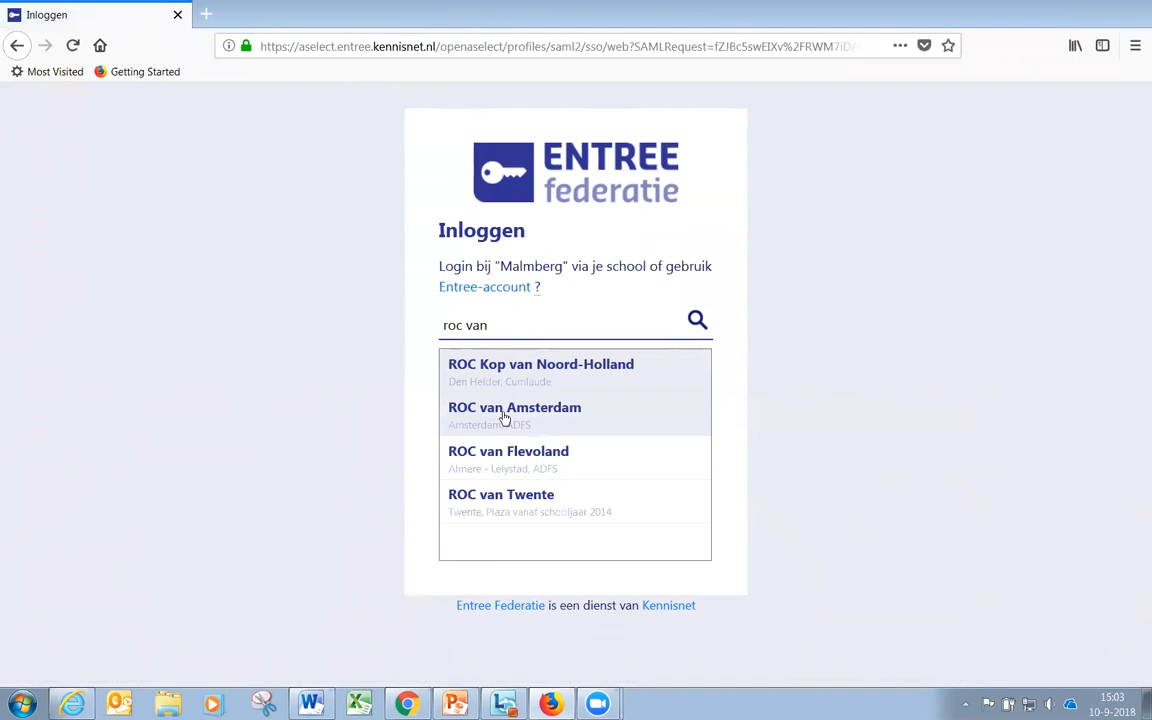 Inloggen
https://aselect.entree.kennisnet.nl/openaselect/profiles/saml2/sso/web?SAMLRequest=fZJBc5swEIXv%2FRWM7iDA
Most Visited
Getting Started
ENTREE
federatie
Inloggen
Login bij "Malmberg" via je school of gebruik
Entree-account ?
roc van
ROC Kop van Noord-Holland
Den Helder, Cumlaude
ROC van Amsterdam
Amsterdam, ADFS
ROC van Flevoland
Almere - Lelystad, ADFS
ROC van Twente
Twente, Plaza vanaf schooljaar 2014
Entree Federatie is een dienst van Kennisnet
15:03
10-9-2018